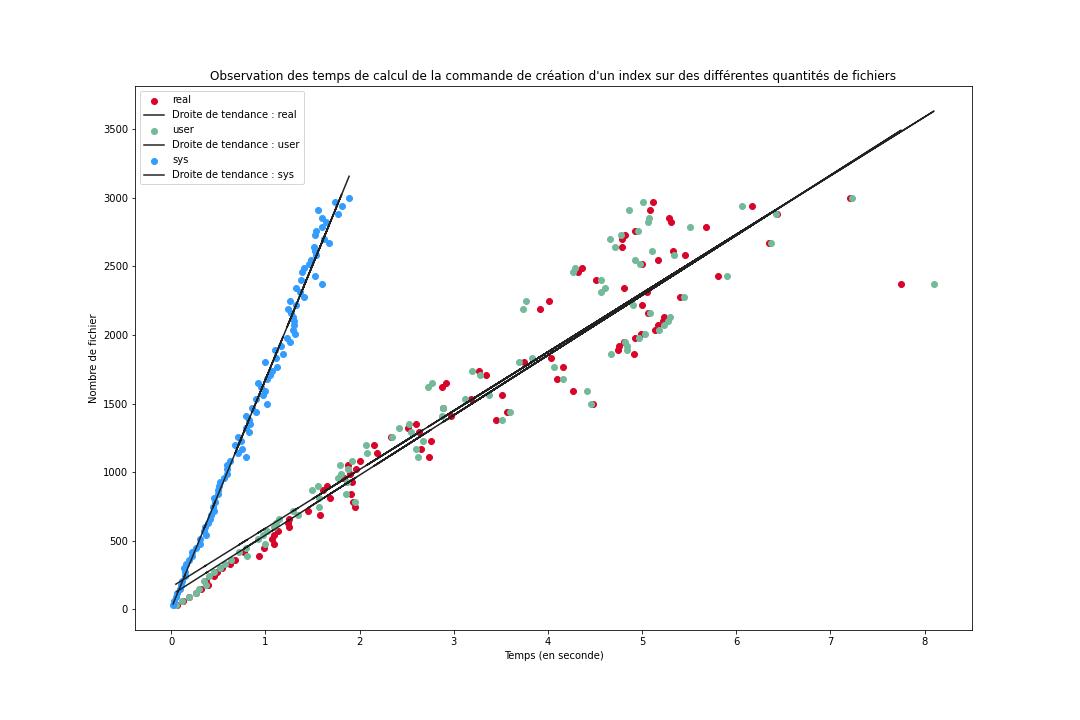 Observation des temps de calcul de la commande de création d'un index sur des différentes quantités de fichiers
real
Droite de tendance : real
user
Droite de tendance : user
sys
Droite de tendance : sys
Nombre de fichier
3500
3000
2500
2000
1500
1000
500
0
0 1 2 3 4 5 6 7 8
Temps (en seconde)